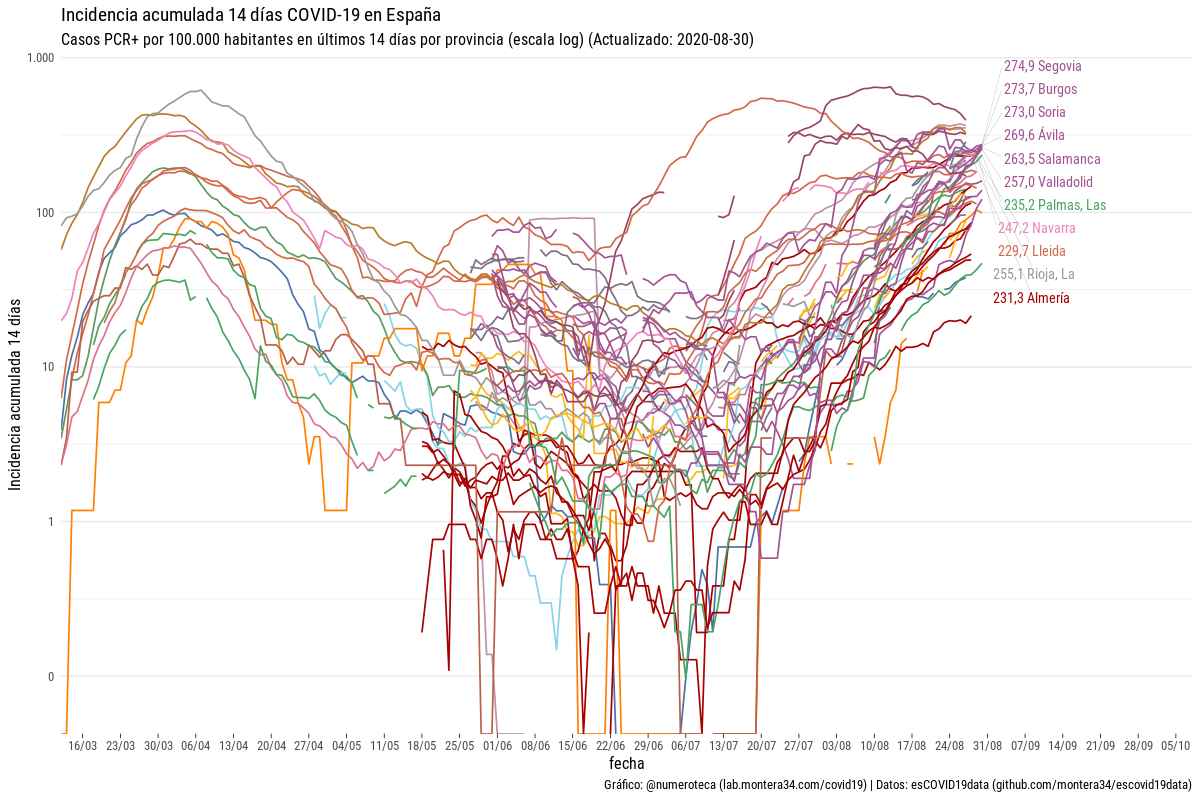 Incidencia acumulada 14 días COVID-19 en España
Casos PCR+ por 100.000 habitantes en últimos 14 días por provincia (escala log) (Actualizado: 2020-08-30)
Incidencia acumulada 14 días
1.000
100
10
1
0
274,9 Segovia
273,7 Burgos
273,0 Soria
269,6 Ávila
263,5 Salamanca
257,0 Valladolid
235,2 Palmas, Las
247,2 Navarra
229,7 Lleida
255,1 Rioja, La
231,3 Almería
16/03 23/03 30/03 06/04 13/04 20/04 27/04 04/05 11/05 18/05 25/05 01/06 08/06 15/06 22/06 29/06 06/07 13/07 20/07 27/07 03/08 10/08 17/08 24/08 31/08 07/09 14/09 21/09 28/09 05/10
fecha
Gráfico: @numeroteca (lab.montera34.com/covid19) | Datos: esCOVID19data (github.com/montera34/escovid19data)